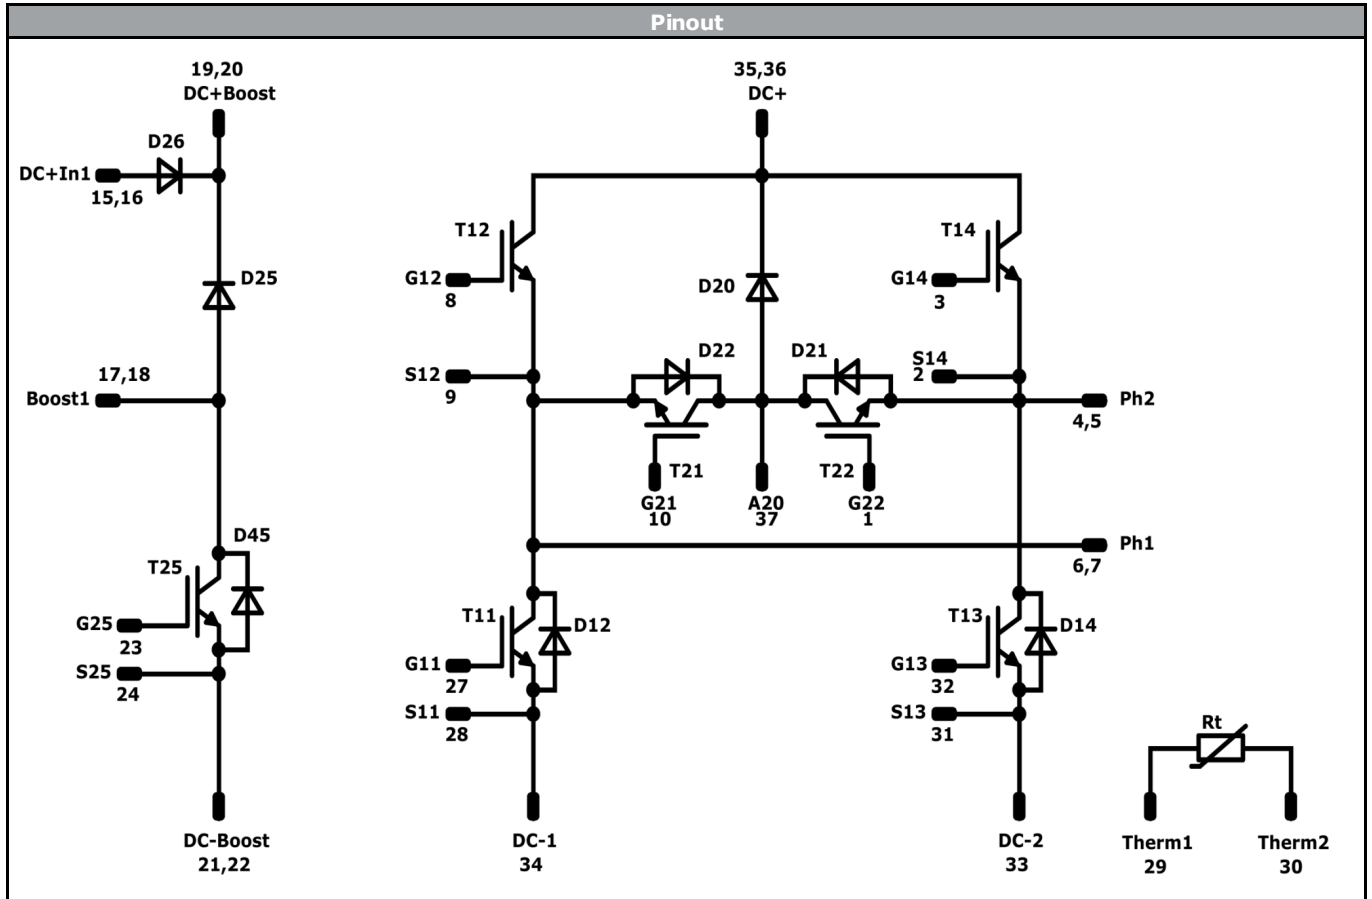 Pinout
19,20
DC+Boost
35,36
DC+
D26
DC+In1
15,16
T12
T14
G12
8
D25
D20
G14
3
D22
D21
S14
2
S12
9
17,18
Boost1
Ph2
4,5
T21
T22
G21
10
A20
37
G22
1
D45
T25
Ph1
6,7
G25
23
S25
24
T11
D12
G11
27
S11
28
T13
D14
G13
32
S13
31
Rt
DC-Boost
21,22
DC-1
34
DC-2
33
Therm1
29
Therm2
30